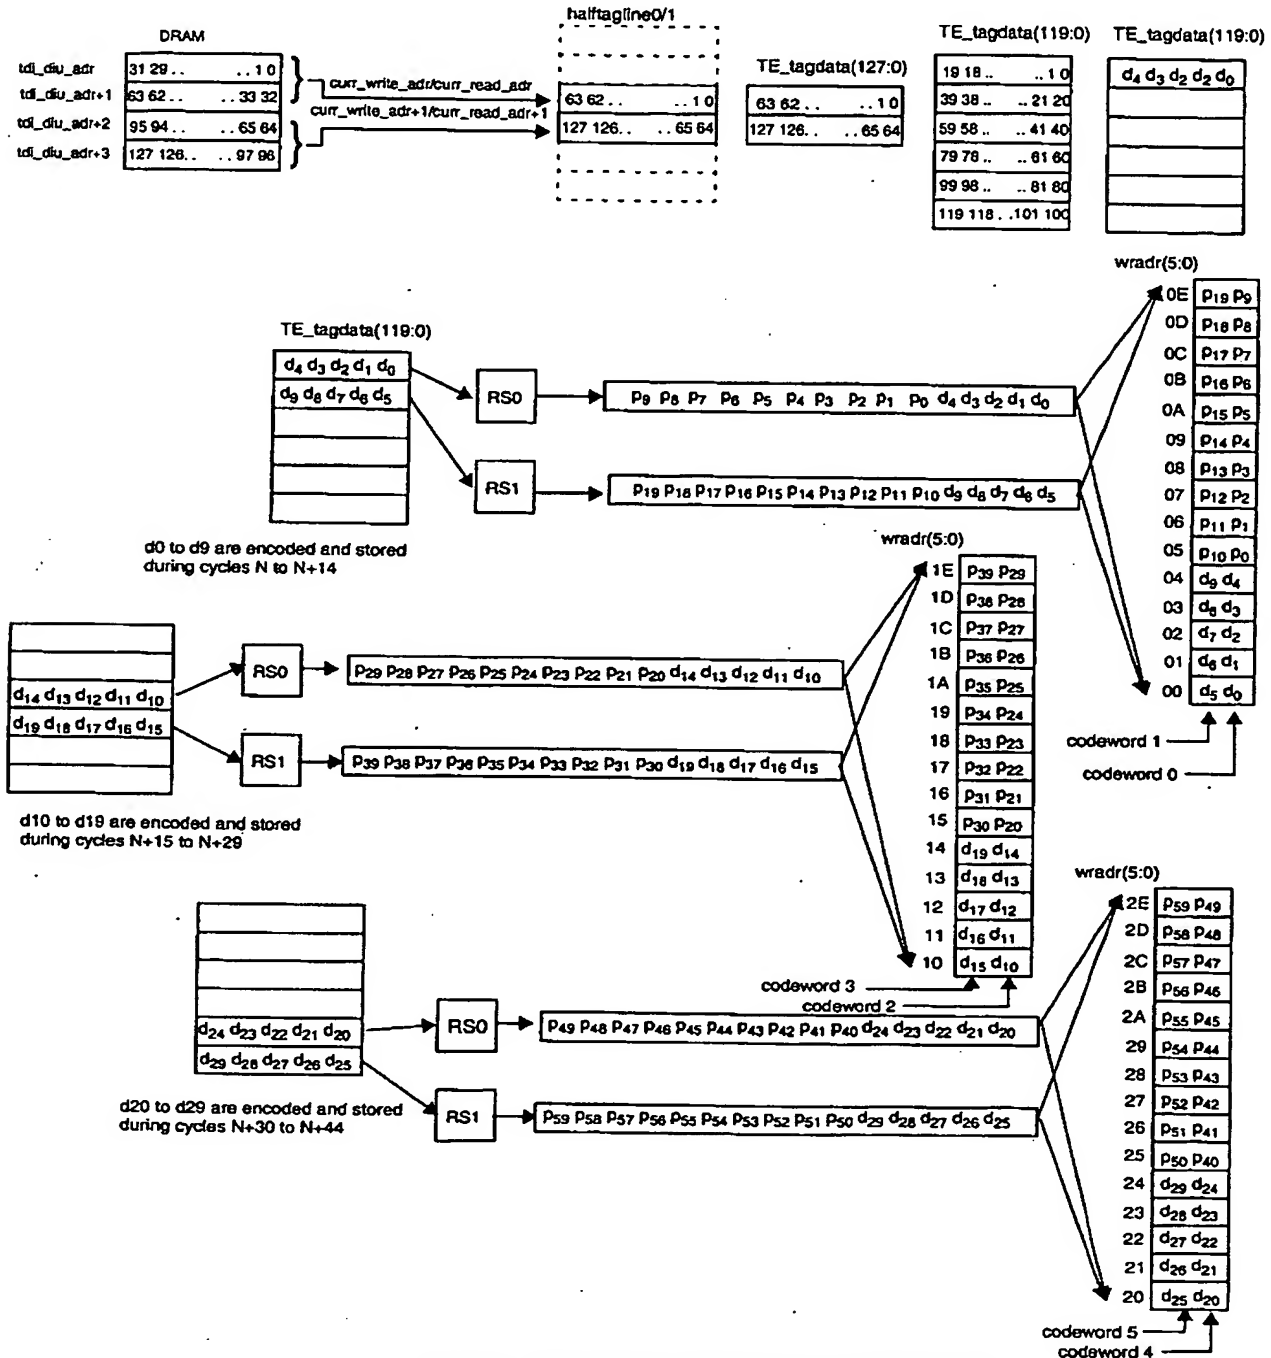 halftagline0/1
DRAM
TE_tagdata(119:0) TE_tagdata(119:0)
tdi_diu_adr 31 29 . . . . 1 0
TE_tagdata(127:0)
19 18 . . . . 1 0
d4 d3 d2 d2 d0
curr_write_adr/curr_read_adr
tdi_diu_adr+1 63 62 . . . . 33 32
63 62 . . . . 1 0
63 62 . . . . 1 0
39 38 . . . . 21 20
curr_write_adr+1/curr_read_adr+1
tdi_diu_adr+2 95 94 . . . . 65 64
127 126. . . . 65 64
127 126. . . . 65 64
59 58 . . . . 41 40
tdi_diu_adr+3 127 126 . . . . 97 96
79 78 . . . . 61 60
99 98 . . . . 81 80
119 118 . . 101 100
wradr(5:0)
0E p19 p9
0D p18 p8
0C p17 p7
0B p16 p6
0A p15 p5
09 p14 p4
08 p13 p3
07 p12 p2
06 p11 p1
05 p10 p0
04 d9 d4
03 d8 d3
02 d7 d2
01 d6 d1
00 d5 d0
codeword 1
codeword 0
TE_tagdata(119:0)
d4 d3 d2 d1 d0
d9 d8 d7 d6 d5
RS0
p9 p8 p7 p6 p5 p4 p3 p2 p1 p0 d4 d3 d2 d1 d0
RS1
p19 p18 p17 p16 p15 p14 p13 p12 p11 p10 d9 d8 d7 d6 d5
d0 to d9 are encoded and stored
during cycles N to N+14
wradr(5:0)
1E p39 p29
1D p38 p28
1C p37 p27
1B p36 p26
1A p35 p25
19 p34 p24
18 p33 p23
17 p32 p22
16 p31 p21
15 p30 p20
14 d19 d14
13 d18 d13
12 d17 d12
11 d16 d11
10 d15 d10
codeword 3
codeword 2
d14 d13 d12 d11 d10
d19 d18 d17 d16 d15
RS0
p29 p28 p27 p26 p25 p24 p23 p22 p21 p20 d14 d13 d12 d11 d10
RS1
p39 p38 p37 p36 p35 p34 p33 p32 p31 p30 d19 d18 d17 d16 d15
d10 to d19 are encoded and stored
during cycles N+15 to N+29
wradr(5:0)
2E p59 p49
2D p58 p48
2C p57 p47
2B p56 p46
2A p55 p45
29 p54 p44
28 p53 p43
27 p52 p42
26 p51 p41
25 p50 p40
24 d29 d24
23 d28 d23
22 d27 d22
21 d26 d21
20 d25 d20
codeword 5
codeword 4
d24 d23 d22 d21 d20
d29 d28 d27 d26 d25
RS0
p49 p48 p47 p46 p45 p44 p43 p42 p41 p40 d24 d23 d22 d21 d20
RS1
p59 p58 p57 p56 p55 p54 p53 p52 p51 p50 d29 d28 d27 d26 d25
d20 to d29 are encoded and stored
during cycles N+30 to N+44